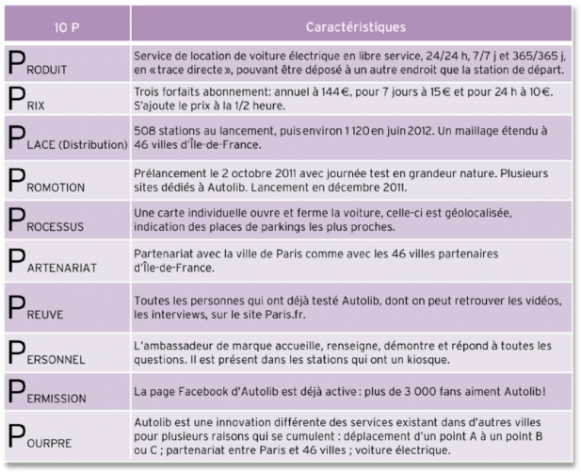 10 P
Caractéristiques
PRODUIT
Service de location de voiture électrique en libre service, 24/24 h, 7/7 j et 365/365 j,
en «trace directe», pouvant être déposé à un autre endroit que la station de départ.
PRIX
Trois forfaits abonnement: annuel à 144€, pour 7 jours à 15€ et pour 24 h à 10€.
S'ajoute le prix à la 1/2 heure.
PLACE (Distribution)
508 stations au lancement, puis environ 1 120 en juin 2012. Un maillage étendu à
46 villes d'Île-de-France.
PROMOTION
Prélancement le 2 octobre 2011 avec journée test en grandeur nature. Plusieurs
sites dédiés à Autolib. Lancement en décembre 2011.
PROCESSUS
Une carte individuelle ouvre et ferme la voiture, celle-ci est géolocalisée,
indication des places de parkings les plus proches.
PARTENARIAT
Partenariat avec la ville de Paris comme avec les 46 villes partenaires
d'Île-de-France.
PREUVE
Toutes les personnes qui ont déjà testé Autolib, dont on peut retrouver les vidéos,
les interviews, sur le site Paris.fr.
PERSONNEL
L'ambassadeur de marque accueille, renseigne, démontre et répond à toutes les
questions. Il est présent dans les stations qui ont un kiosque.
PERMISSION
La page Facebook d'Autolib est déjà active : plus de 3 000 fans aiment Autolib!
POURPRE
Autolib est une innovation différente des services existant dans d'autres villes
pour plusieurs raisons qui se cumulent : déplacement d'un point A à un point B
ou C ; partenariat entre Paris et 46 villes ; voiture électrique.